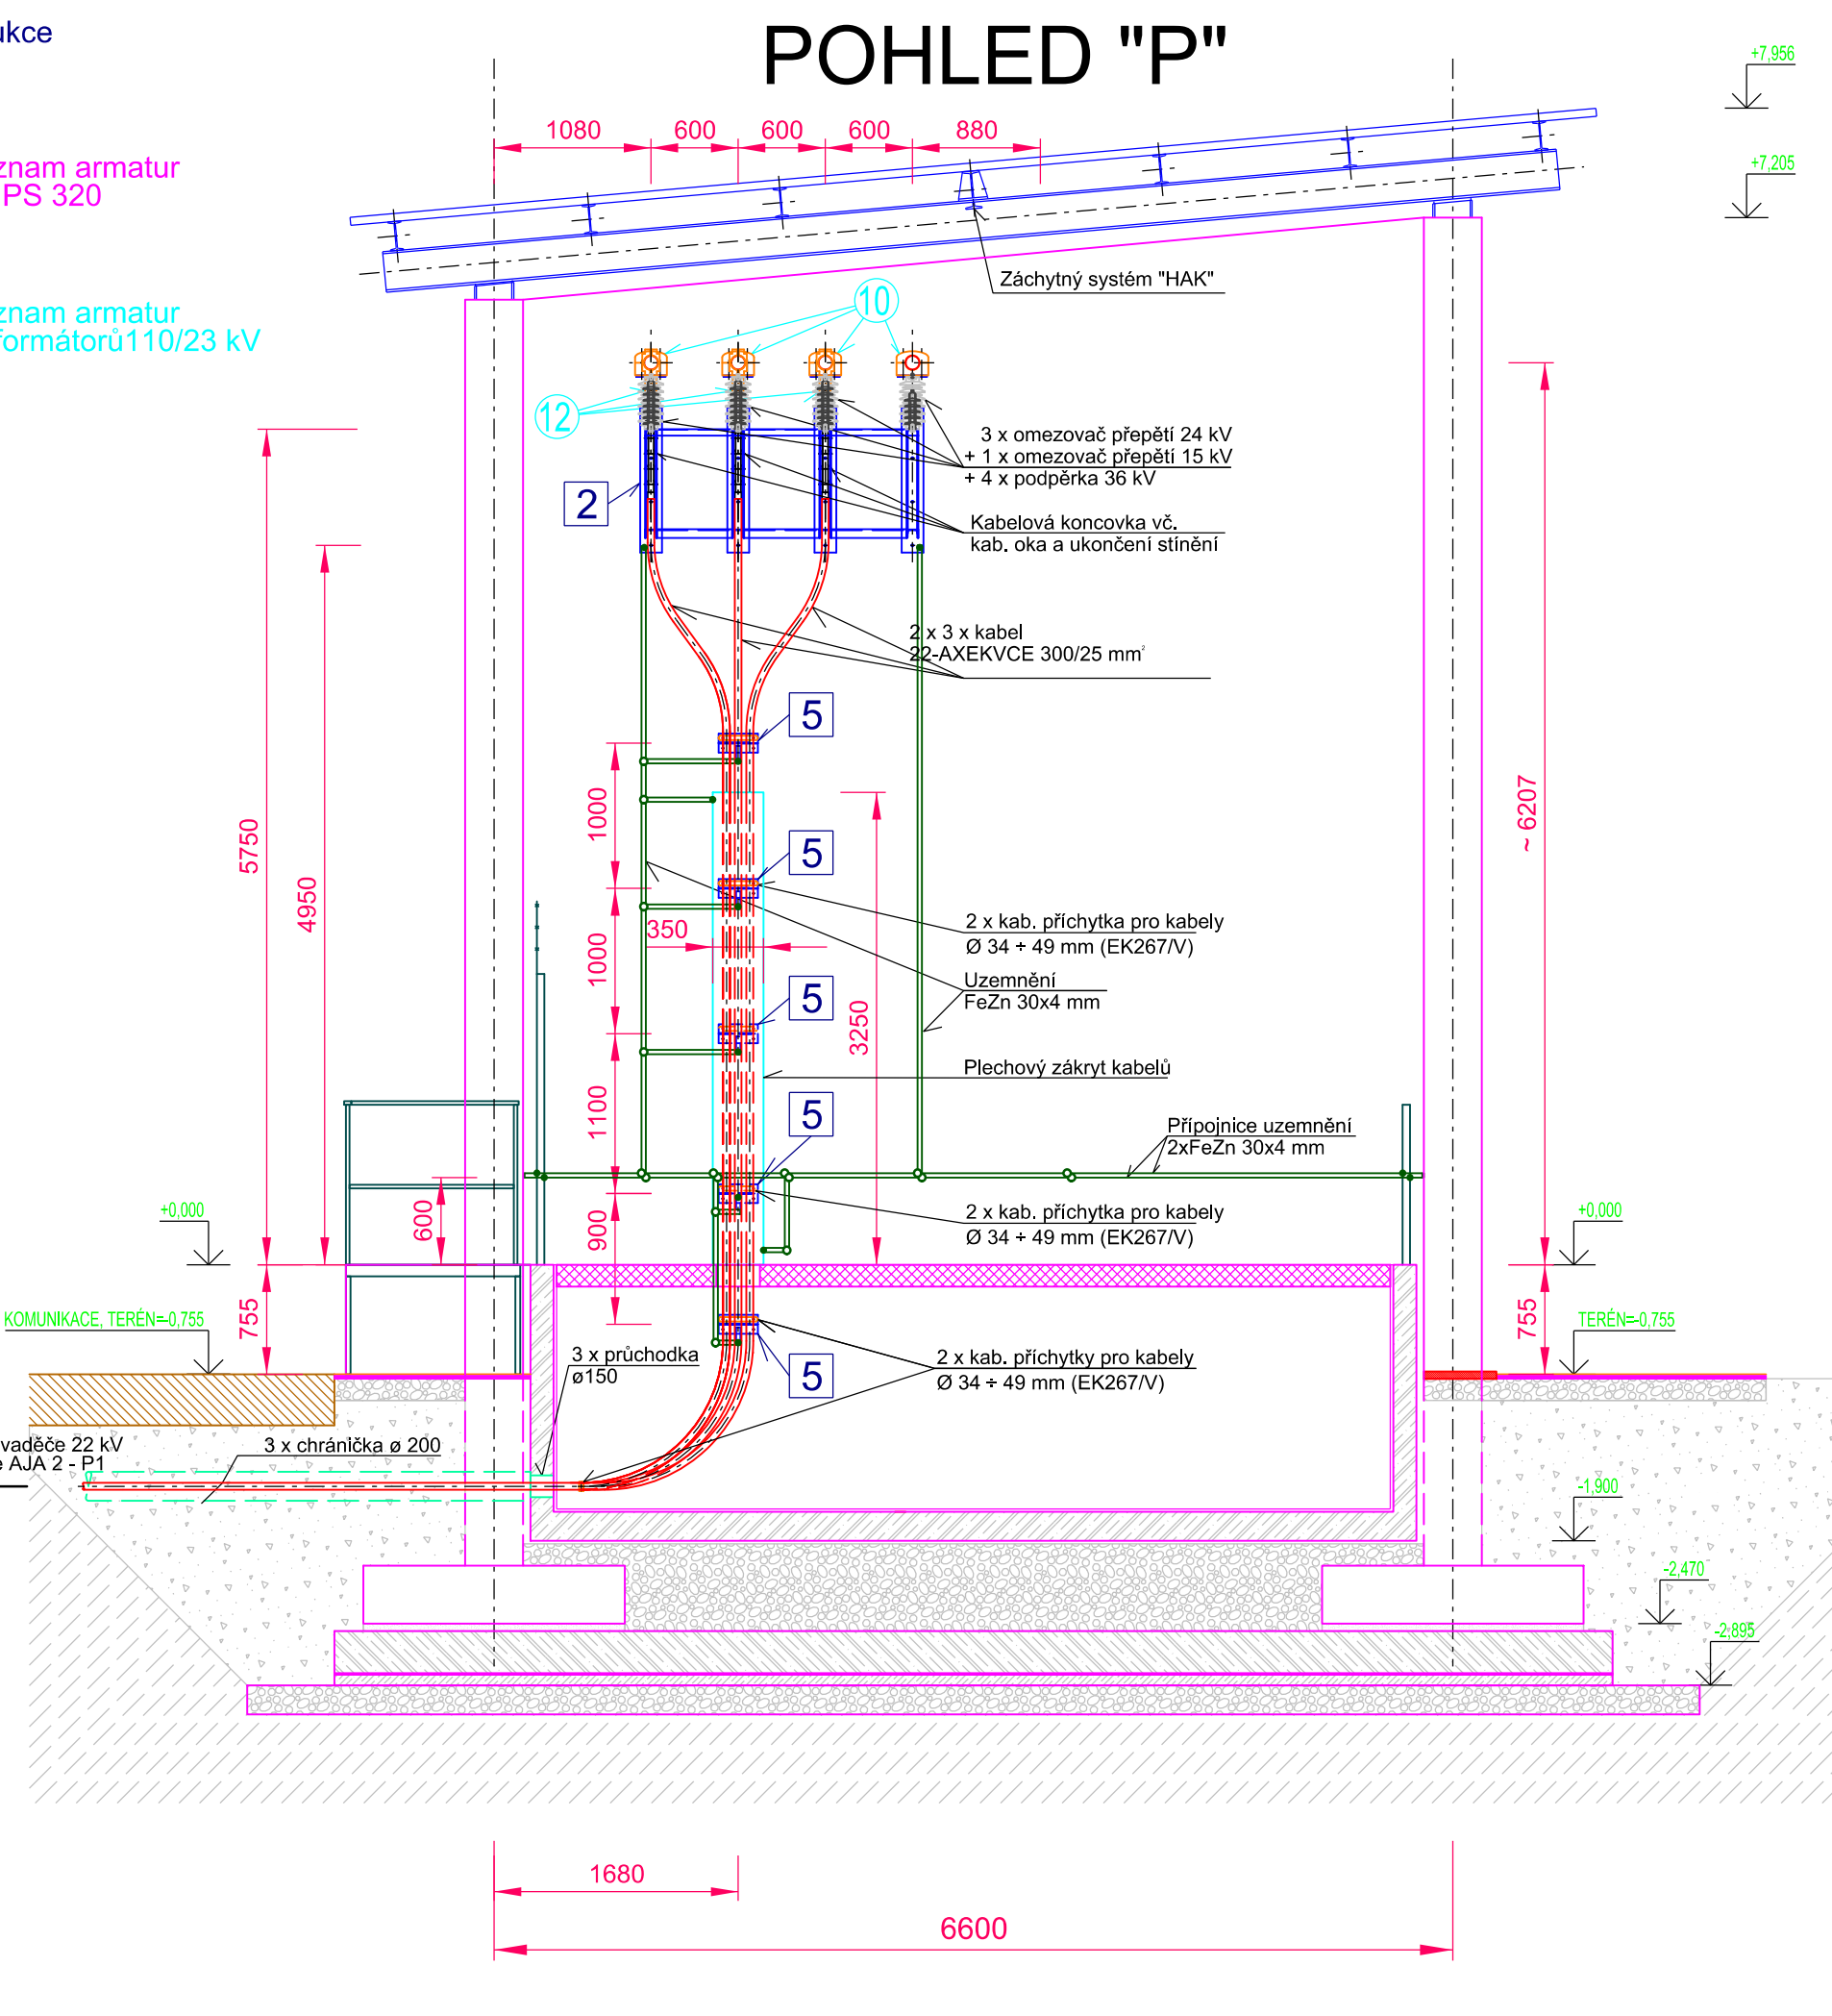 POHLED "P"
ukce
znam armatur
PS 320
znam armatur
formátorů110/23 kV
+7,956
+7,205
1080
600
600
600
880
Záchytný systém "HAK"
10
12
3 x omezovač přepětí 24 kV
+ 1 x omezovač přepětí 15 kV
+ 4 x podpěrka 36 kV
2
Kabelová koncovka vč.
kab. oka a ukončení stínění
2 x 3 x kabel
22-AXEKVCE 300/25 mm²
5
5
5
5
5
5750
4950
1000
1000
1100
900
350
3250
~ 6207
2 x kab. příchytka pro kabely
Ø 34 ÷ 49 mm (EK267/V)
Uzemnění
FeZn 30x4 mm
Plechový zákryt kabelů
Přípojnice uzemnění
2xFeZn 30x4 mm
2 x kab. příchytka pro kabely
Ø 34 ÷ 49 mm (EK267/V)
600
+0,000
+0,000
755
755
KOMUNIKACE, TERÉN=-0,755
TERÉN=-0,755
3 x průchodka
ø150
2 x kab. příchytky pro kabely
Ø 34 ÷ 49 mm (EK267/V)
vaděče 22 kV
e AJA 2 - P1
3 x chránička ø 200
-1,900
-2,470
-2,895
1680
6600